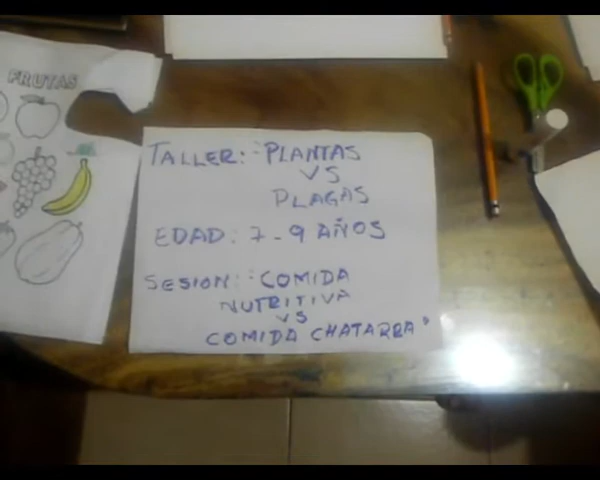 FRUTAS
TALLER: "PLANTAS
VS
PLAGAS
EDAD: 7-9 AÑOS
SESION: "COMIDA
NUTRITIVA
VS
COMIDA CHATARRA"